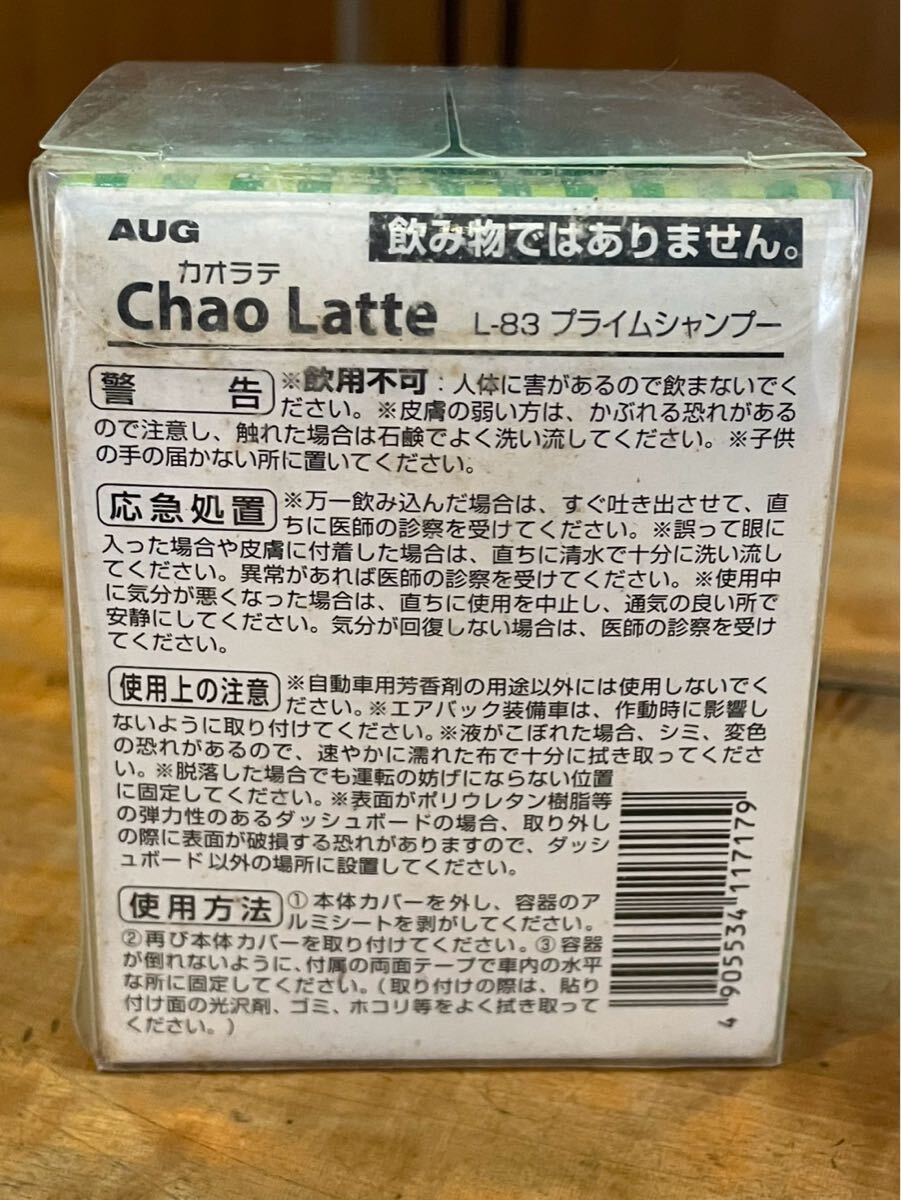 AUG
飲み物ではありません。
カオラテ
Chao Latte L-83 プライムシャンプー
警告 ※飲用不可：人体に害があるので飲まないでく
ださい。※皮膚の弱い方は、かぶれる恐れがある
ので注意し、触れた場合は石鹸でよく洗い流してください。※子供
の手の届かない所に置いてください。
応急処置 ※万一飲み込んだ場合は、すぐ吐き出させて、直
ちに医師の診察を受けてください。※誤って眼に
入った場合や皮膚に付着した場合は、直ちに清水で十分に洗い流し
てください。異常があれば医師の診察を受けてください。※使用中
に気分が悪くなった場合は、直ちに使用を中止し、通気の良い所で
安静にしてください。気分が回復しない場合は、医師の診察を受け
てください。
使用上の注意 ※自動車用芳香剤の用途以外には使用しないでく
ださい。※エアバック装備車は、作動時に影響し
ないように取り付けてください。※液がこぼれた場合、シミ、変色
の恐れがあるので、速やかに濡れた布で十分に拭き取ってくださ
い。※脱落した場合でも運転の妨げにならない位置
に固定してください。※表面がポリウレタン樹脂等
の弾力性のあるダッシュボードの場合、取り外し
の際に表面が破損する恐れがありますので、ダッシ
ュボード以外の場所に設置してください。
使用方法 ①本体カバーを外し、容器のア
ルミシートを剥がしてください。
②再び本体カバーを取り付けてください。③容器
が倒れないように、付属の両面テープで車内の水平
な所に固定してください。(取り付けの際は、貼り
付け面の光沢剤、ゴミ、ホコリ等をよく拭き取って
ください。)
4 905534 117179